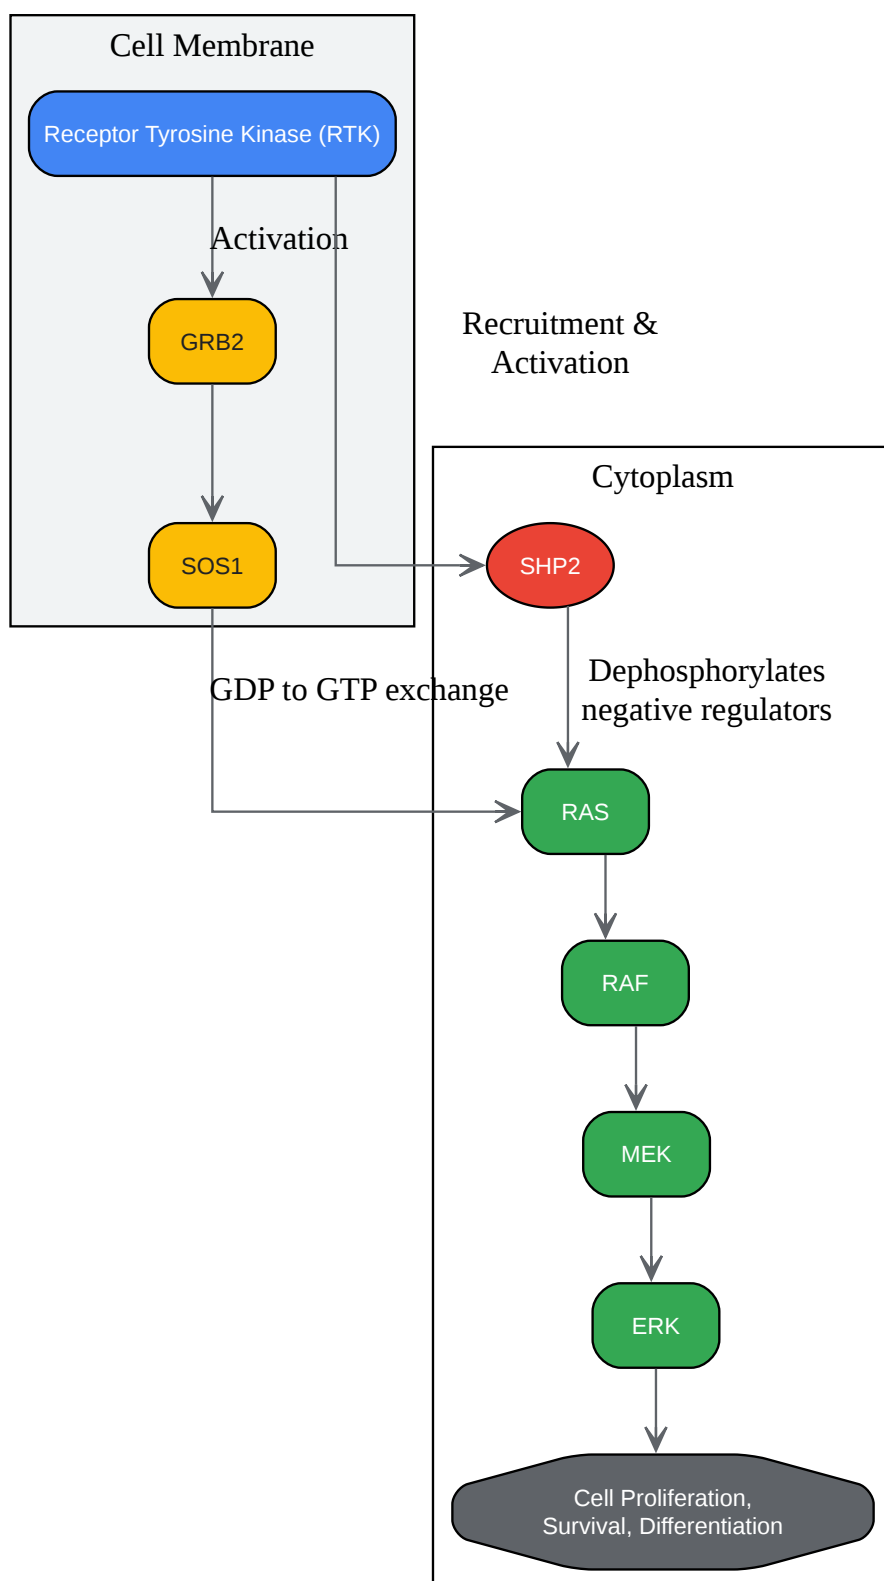 Cell Membrane
Receptor Tyrosine Kinase (RTK)
Activation
GRB2
Recruitment &
Activation
Cytoplasm
SOS1
SHP2
GDP to GTP exchange
Dephosphorylates
negative regulators
RAS
RAF
MEK
ERK
Cell Proliferation,
Survival, Differentiation